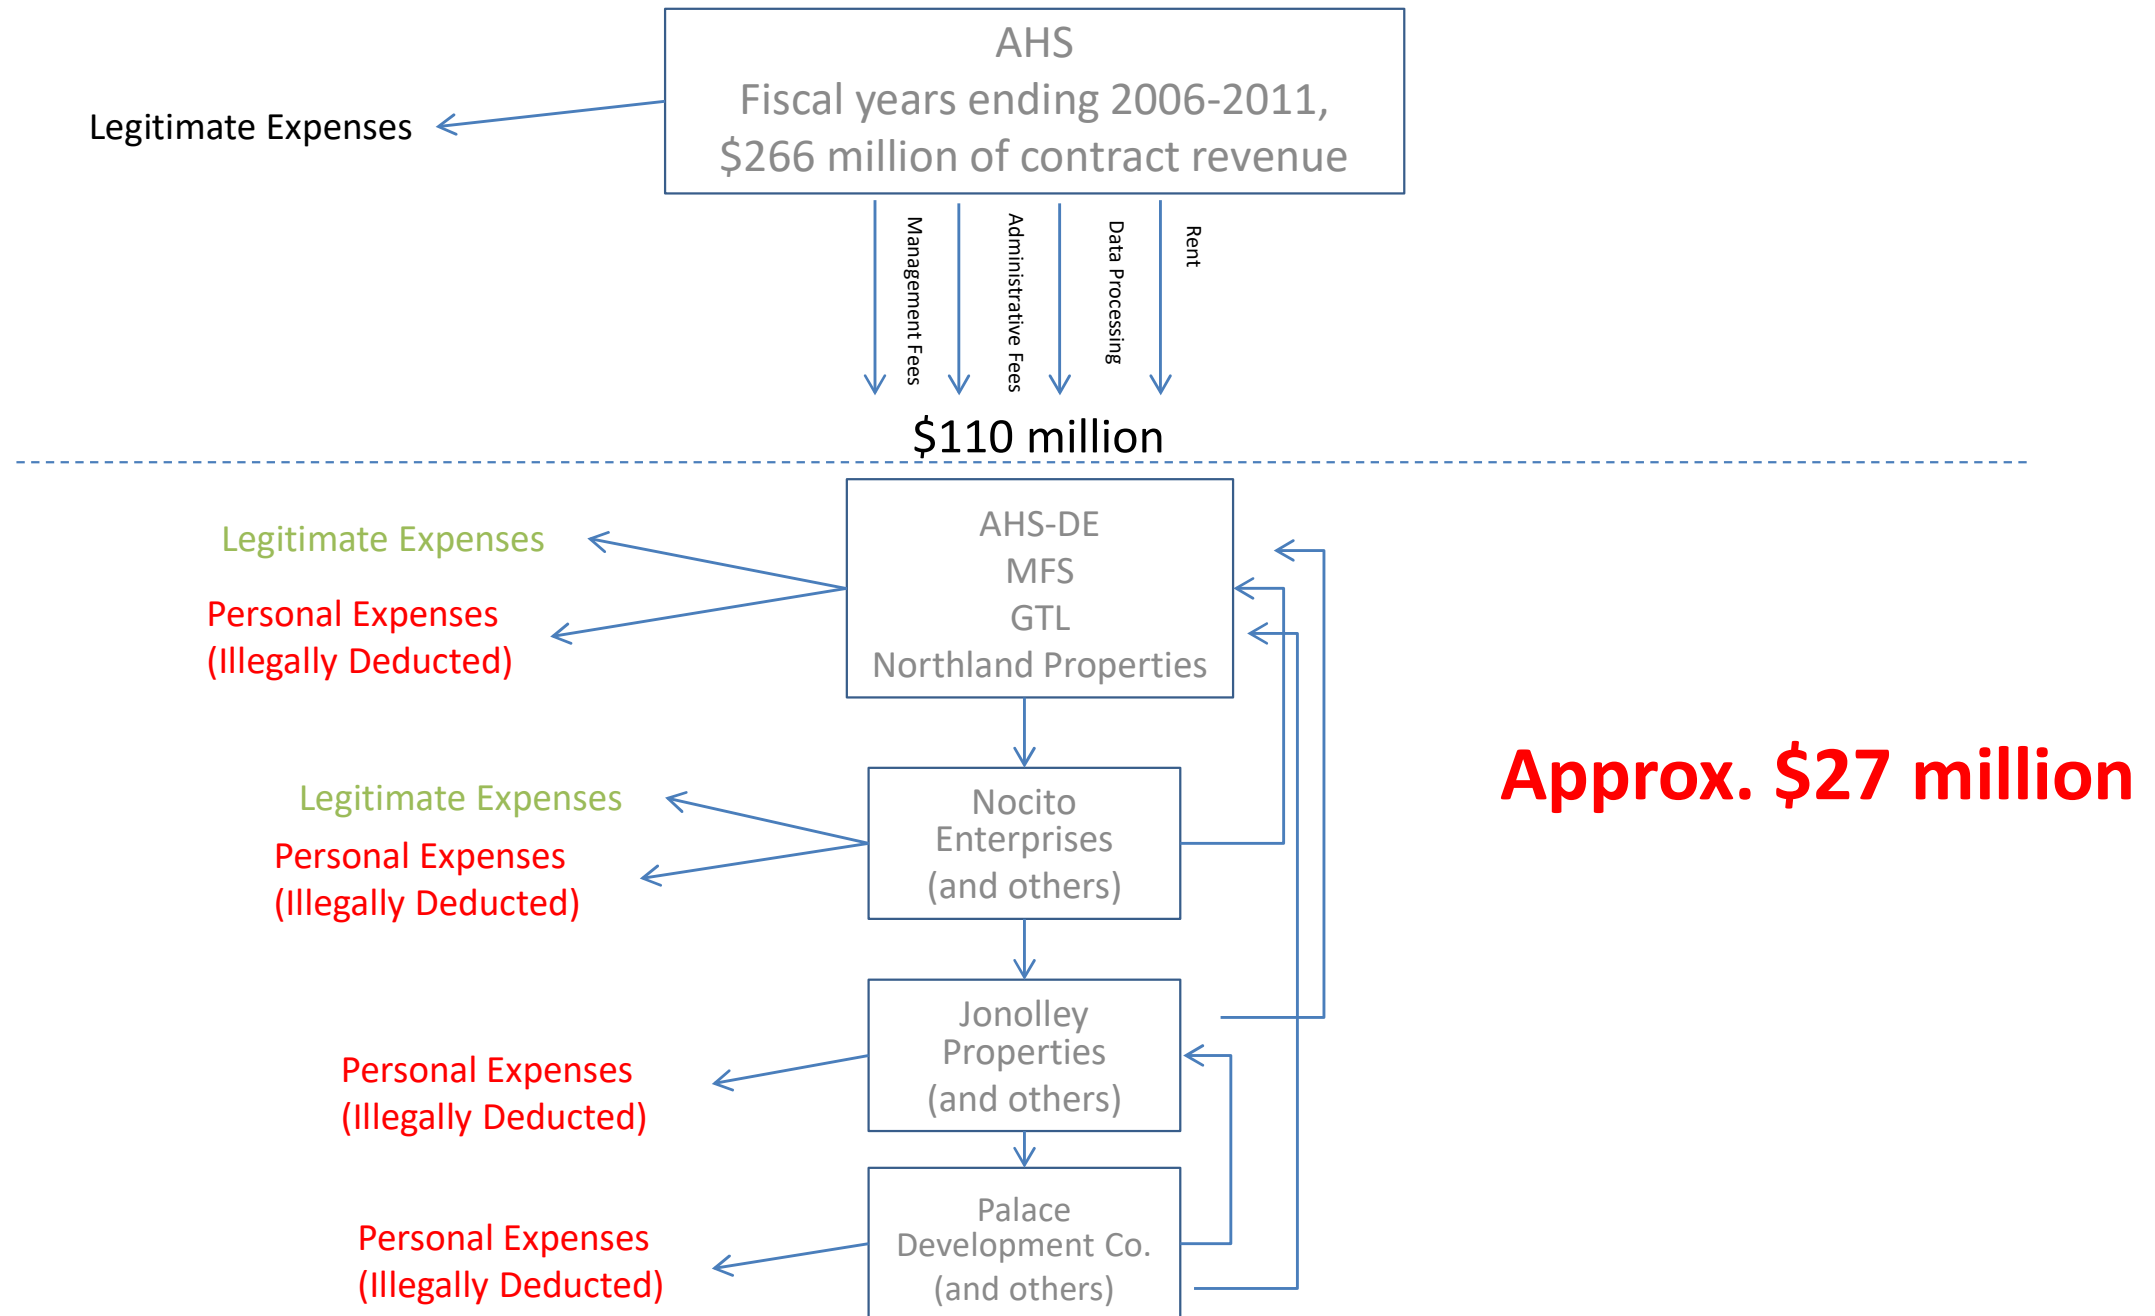 AHS
Fiscal years ending 2006-2011,
$266 million of contract revenue
Legitimate Expenses
Management Fees
Administrative Fees
Data Processing
Rent
$110 million
AHS-DE
MFS
GTL
Northland Properties
Legitimate Expenses
Personal Expenses
(Illegally Deducted)
Approx. $27 million
Nocito
Enterprises
(and others)
Legitimate Expenses
Personal Expenses
(Illegally Deducted)
Jonolley
Properties
(and others)
Personal Expenses
(Illegally Deducted)
Palace
Development Co.
(and others)
Personal Expenses
(Illegally Deducted)